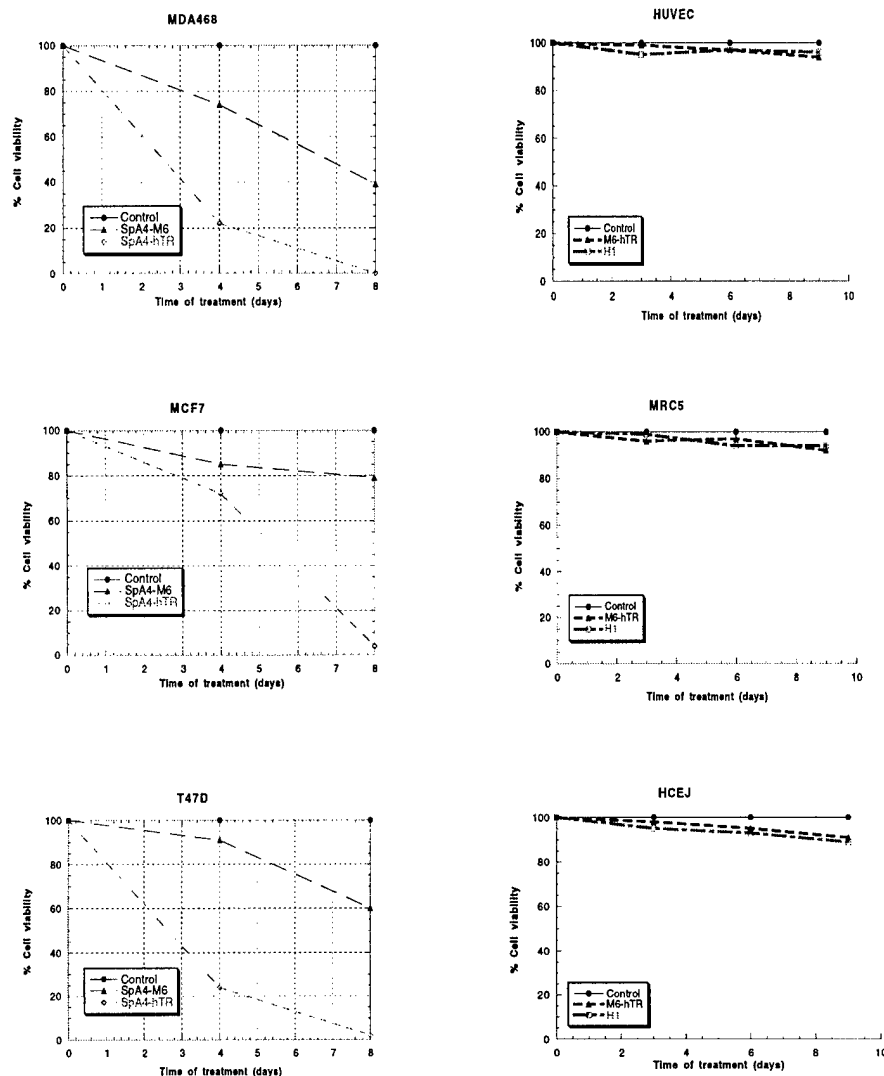 MDA468
% Cell viability
100
80
60
40
20
0
Control
SpA4-M6
SpA4-hTR
0 1 2 3 4 5 6 7 8
Time of treatment (days)
HUVEC
% Cell viability
100
80
60
40
20
0
Control
M6-hTR
H1
0 2 4 6 8 10
Time of treatment (days)
MCF7
% Cell viability
100
80
60
40
20
0
Control
SpA4-M6
SpA4-hTR
0 1 2 3 4 5 6 7 8
Time of treatment (days)
MRC5
% Cell viability
100
80
60
40
20
0
Control
M6-hTR
H1
0 2 4 6 8 10
Time of treatment (days)
T47D
% Cell viability
100
80
60
40
20
0
Control
SpA4-M6
SpA4-hTR
0 1 2 3 4 5 6 7 8
Time of treatment (days)
HCEJ
% Cell viability
100
80
60
40
20
0
Control
M6-hTR
H1
0 2 4 6 8 10
Time of treatment (days)